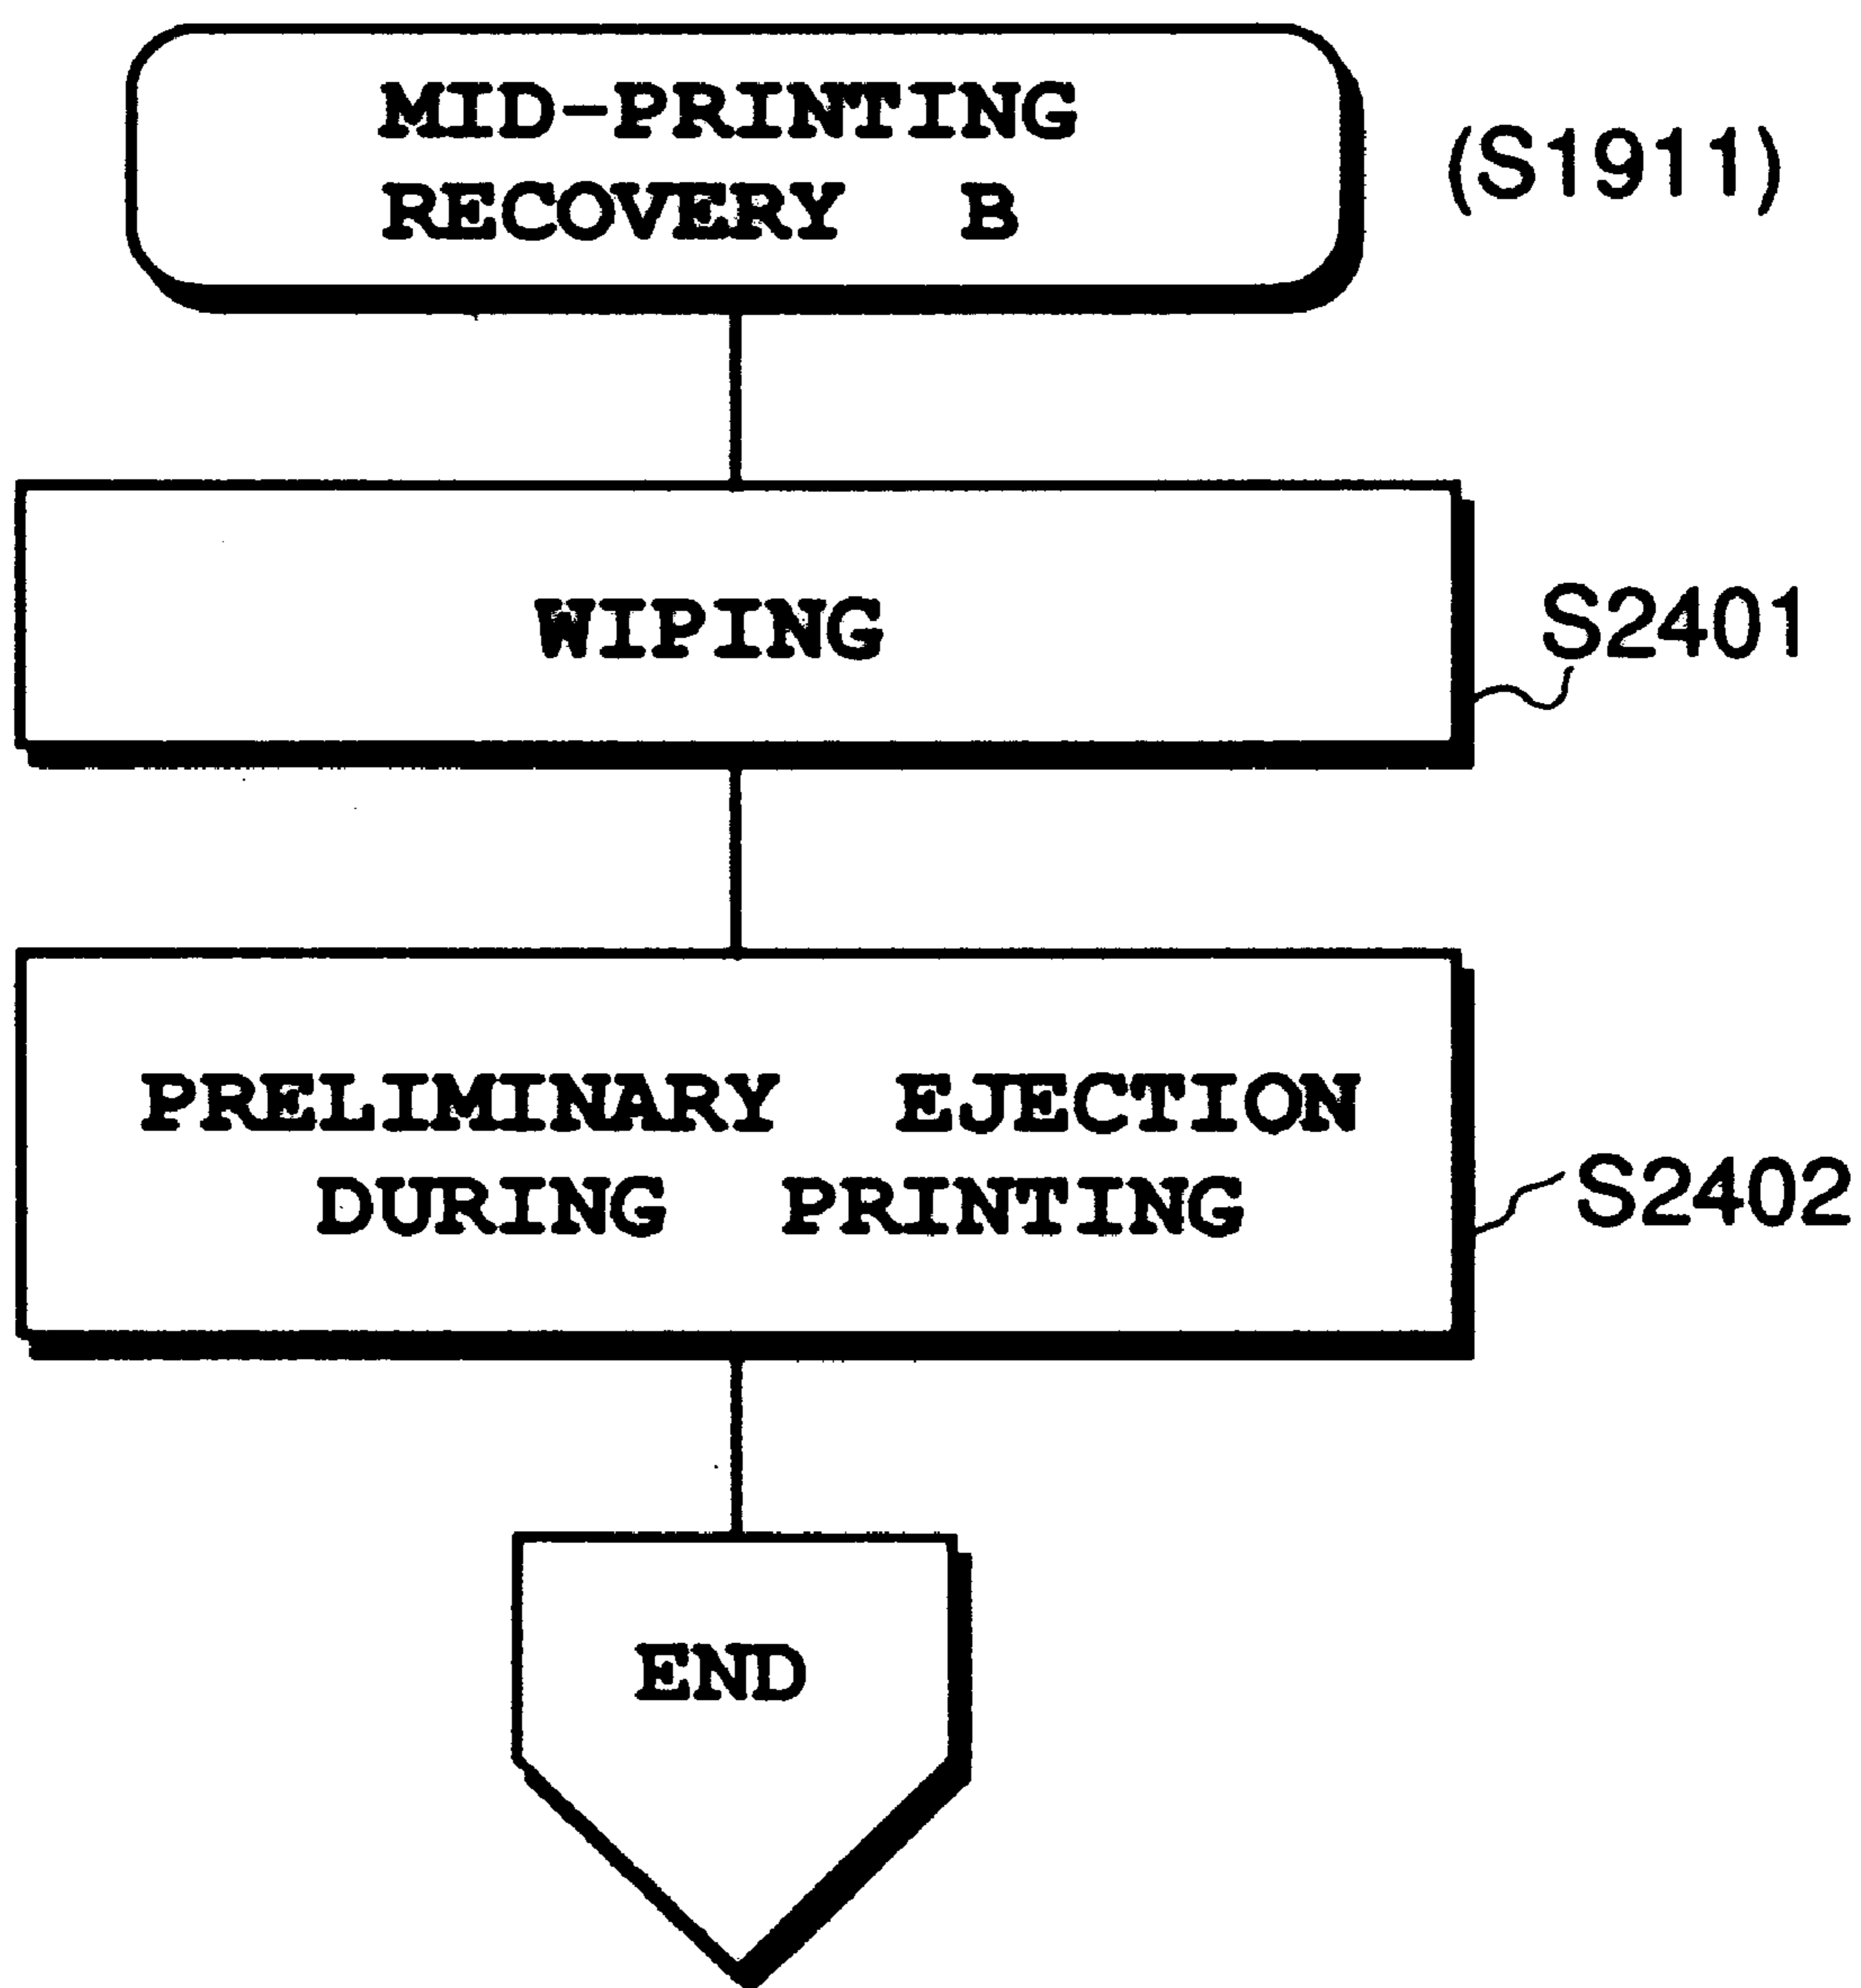 MID-PRINTING
RECOVERY B
(S1911)
WIPING
S2401
PRELIMINARY EJECTION
DURING PRINTING
S2402
END